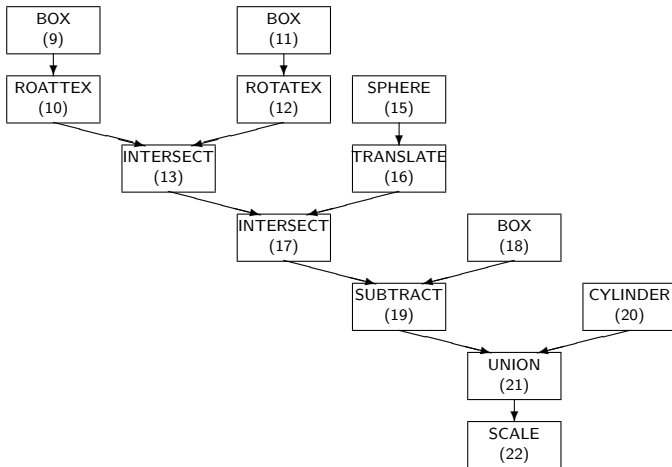 BOX
(9)
BOX
(11)
ROATTEX
(10)
ROTATEX
(12)
SPHERE
(15)
INTERSECT
(13)
TRANSLATE
(16)
INTERSECT
(17)
BOX
(18)
SUBTRACT
(19)
CYLINDER
(20)
UNION
(21)
SCALE
(22)